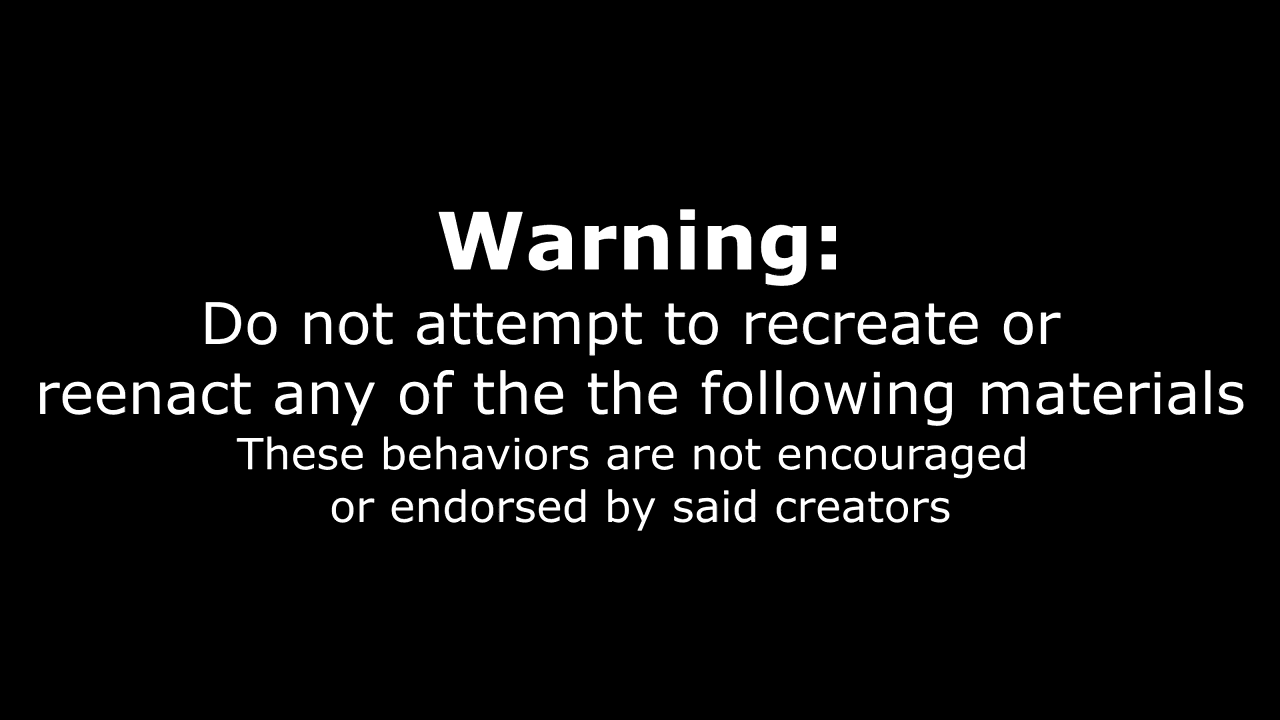 Warning:
Do not attempt to recreate or
reenact any of the the following materials
These behaviors are not encouraged
or endorsed by said creators